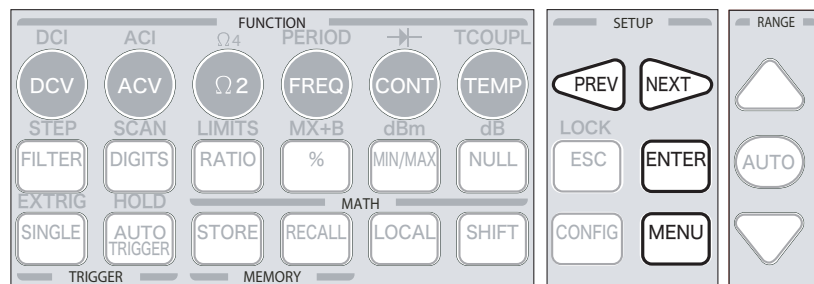 FUNCTION SETUP RANGE
DCI ACI Ω4 PERIOD TCOUPL
DCV ACV Ω2 FREQ CONT TEMP PREV NEXT
STEP SCAN LIMITS MX+B dBm dB LOCK
FILTER DIGITS RATIO % MIN/MAX NULL ESC ENTER AUTO
EXTRIG HOLD MATH
SINGLE AUTO TRIGGER STORE RECALL LOCAL SHIFT CONFIG MENU
TRIGGER MEMORY